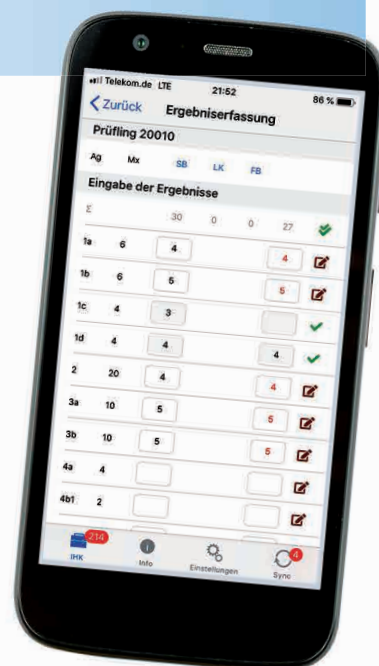 Telekom.de LTE 21:52 86 %
Zurück Ergebniserfassung
Prüfling 20010
Ag Mx SB LK FB
Eingabe der Ergebnisse
Σ 30 0 0 27
1a 6 4 4
1b 6 5 5
1c 4 3
1d 4 4 4
2 20 4 4
3a 10 5 5
3b 10 5 5
4a 4
4b1 2
214 4
IHK Info Einstellungen Sync